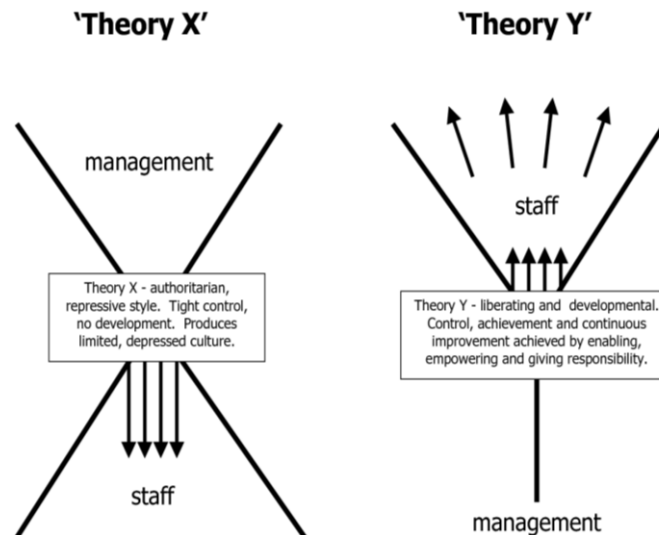 'Theory X'
management
Theory X - authoritarian,
repressive style. Tight control,
no development. Produces
limited, depressed culture.
staff
'Theory Y'
staff
Theory Y - liberating and developmental.
Control, achievement and continuous
improvement achieved by enabling,
empowering and giving responsibility.
management